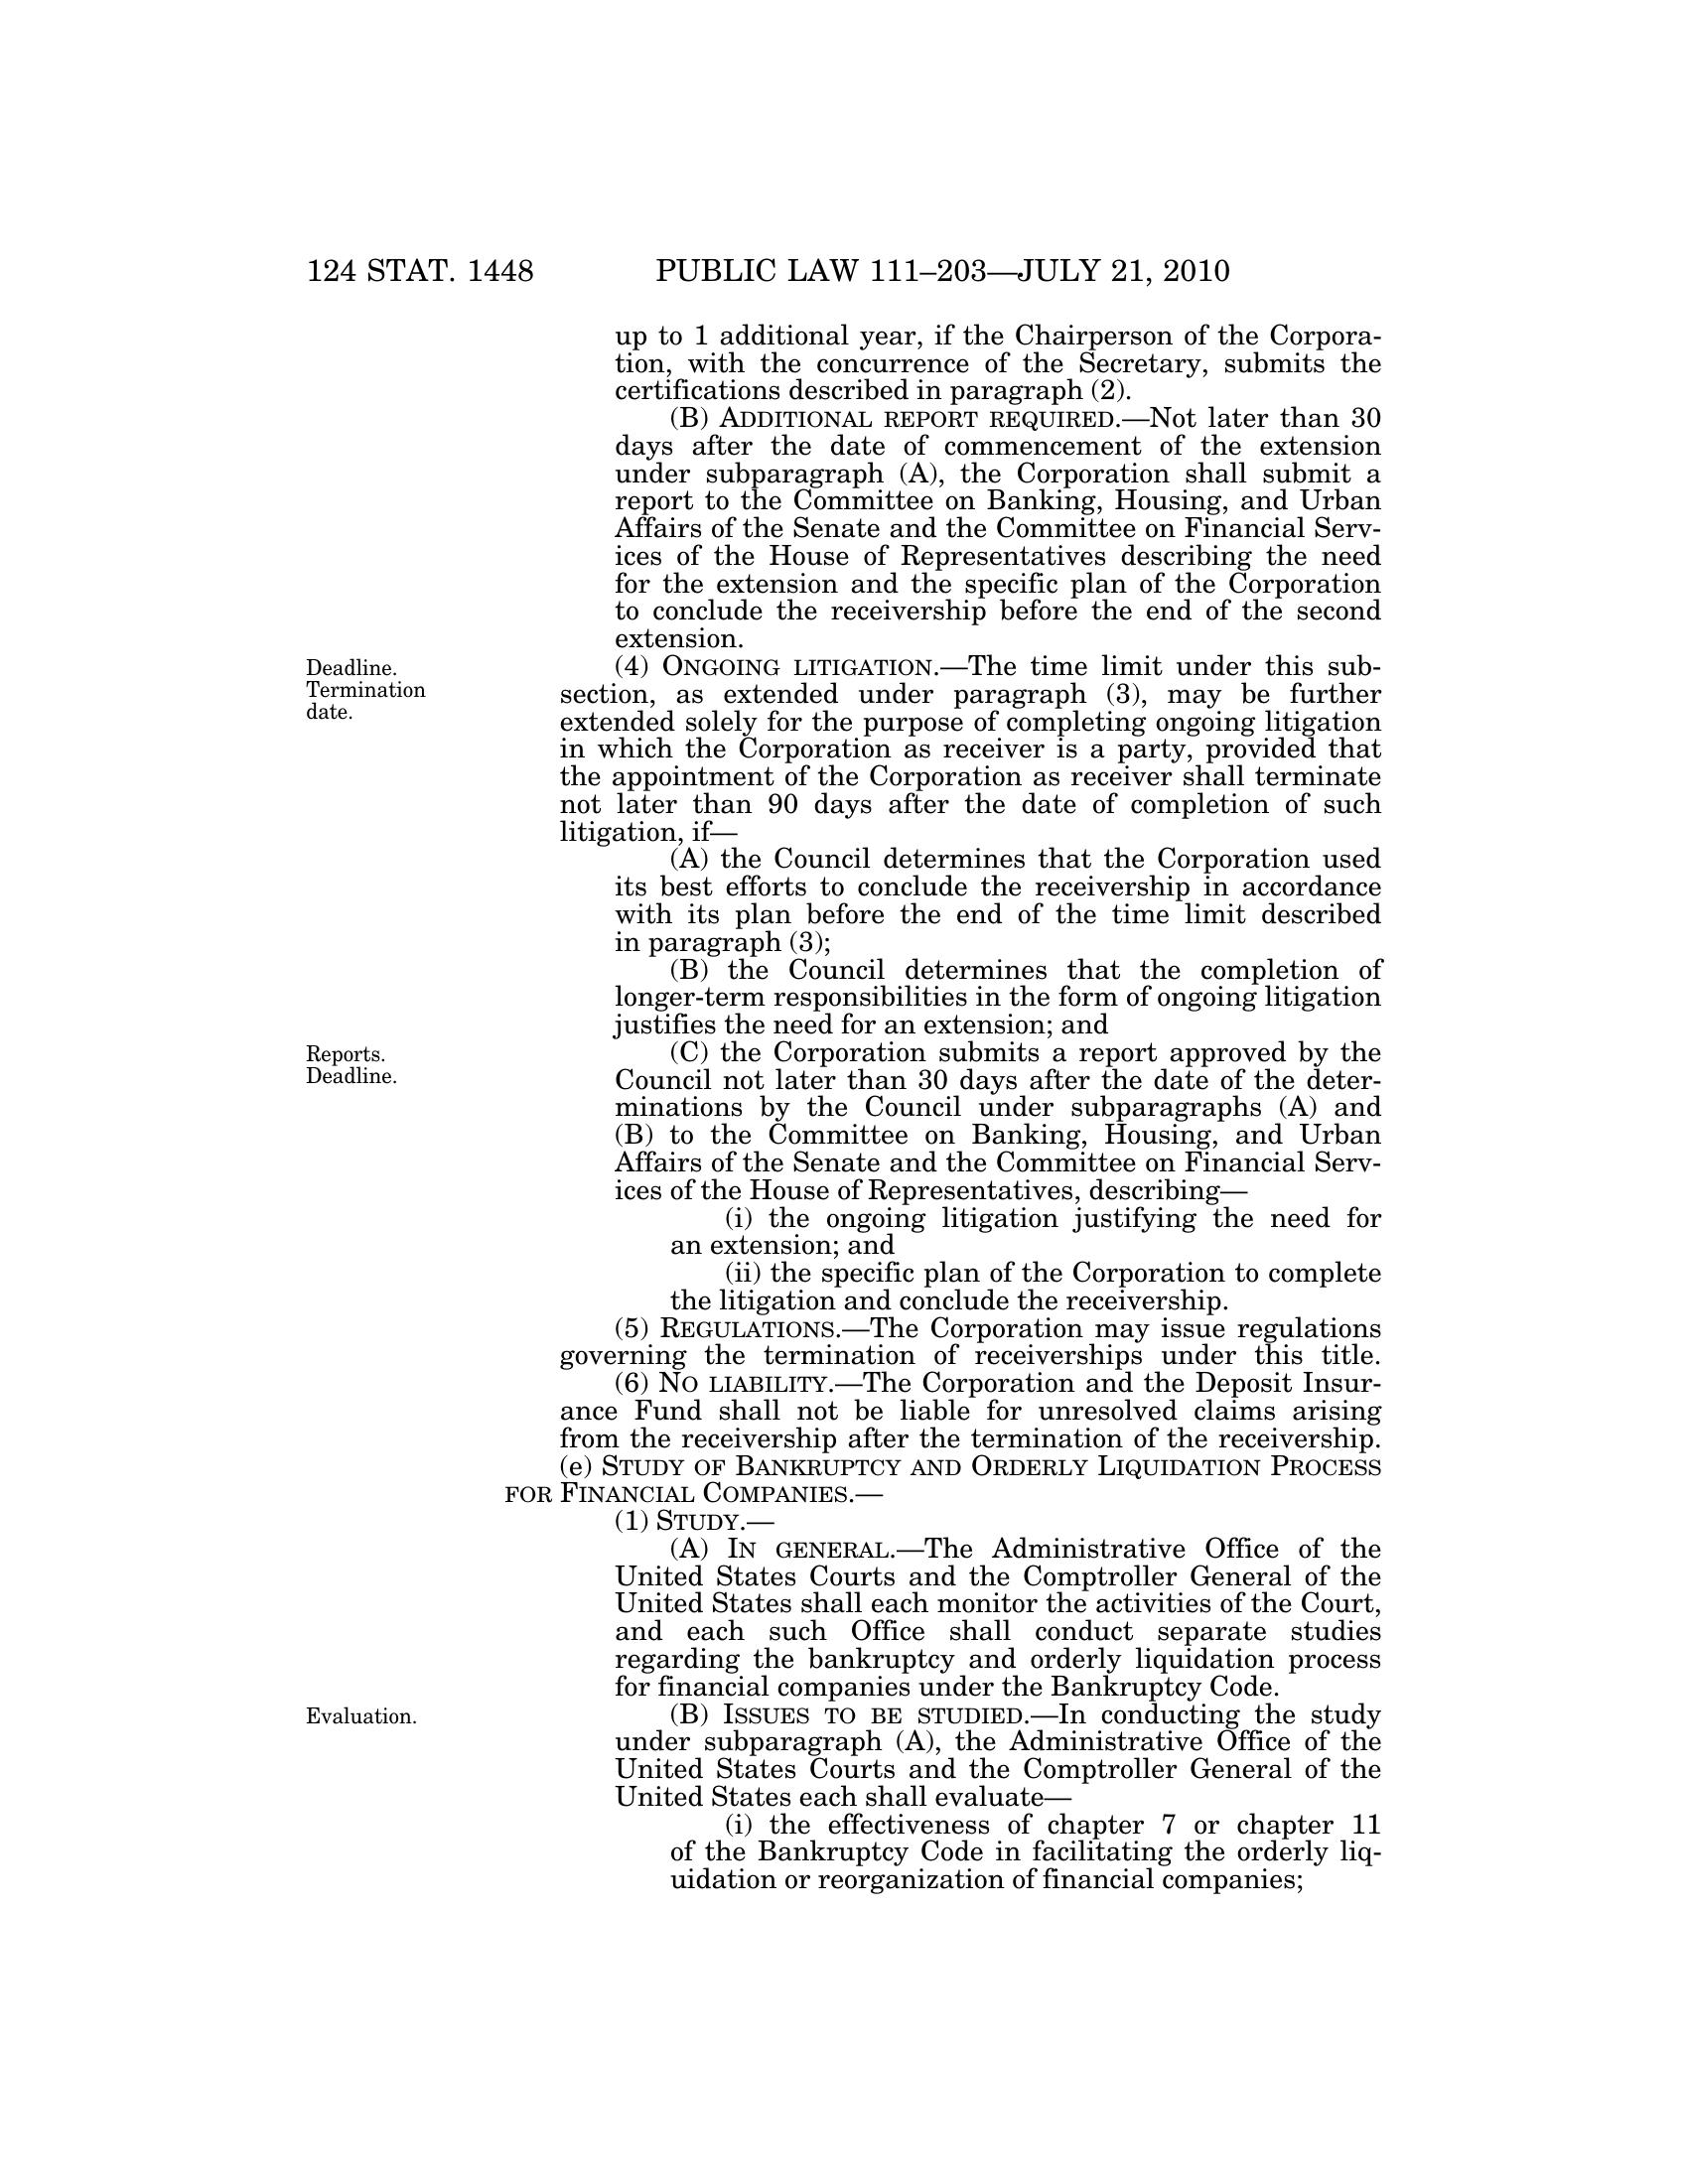 124 STAT. 1448 PUBLIC LAW 111–203—JULY 21, 2010
up to 1 additional year, if the Chairperson of the Corpora-
tion, with the concurrence of the Secretary, submits the
certifications described in paragraph (2).
(B) ADDITIONAL REPORT REQUIRED.—Not later than 30
days after the date of commencement of the extension
under subparagraph (A), the Corporation shall submit a
report to the Committee on Banking, Housing, and Urban
Affairs of the Senate and the Committee on Financial Serv-
ices of the House of Representatives describing the need
for the extension and the specific plan of the Corporation
to conclude the receivership before the end of the second
extension.
Deadline.
Termination
date.
(4) ONGOING LITIGATION.—The time limit under this sub-
section, as extended under paragraph (3), may be further
extended solely for the purpose of completing ongoing litigation
in which the Corporation as receiver is a party, provided that
the appointment of the Corporation as receiver shall terminate
not later than 90 days after the date of completion of such
litigation, if—
(A) the Council determines that the Corporation used
its best efforts to conclude the receivership in accordance
with its plan before the end of the time limit described
in paragraph (3);
(B) the Council determines that the completion of
longer-term responsibilities in the form of ongoing litigation
justifies the need for an extension; and
Reports.
Deadline.
(C) the Corporation submits a report approved by the
Council not later than 30 days after the date of the deter-
minations by the Council under subparagraphs (A) and
(B) to the Committee on Banking, Housing, and Urban
Affairs of the Senate and the Committee on Financial Serv-
ices of the House of Representatives, describing—
(i) the ongoing litigation justifying the need for
an extension; and
(ii) the specific plan of the Corporation to complete
the litigation and conclude the receivership.
(5) REGULATIONS.—The Corporation may issue regulations
governing the termination of receiverships under this title.
(6) NO LIABILITY.—The Corporation and the Deposit Insur-
ance Fund shall not be liable for unresolved claims arising
from the receivership after the termination of the receivership.
(e) STUDY OF BANKRUPTCY AND ORDERLY LIQUIDATION PROCESS
FOR FINANCIAL COMPANIES.—
(1) STUDY.—
(A) IN GENERAL.—The Administrative Office of the
United States Courts and the Comptroller General of the
United States shall each monitor the activities of the Court,
and each such Office shall conduct separate studies
regarding the bankruptcy and orderly liquidation process
for financial companies under the Bankruptcy Code.
Evaluation.
(B) ISSUES TO BE STUDIED.—In conducting the study
under subparagraph (A), the Administrative Office of the
United States Courts and the Comptroller General of the
United States each shall evaluate—
(i) the effectiveness of chapter 7 or chapter 11
of the Bankruptcy Code in facilitating the orderly liq-
uidation or reorganization of financial companies;